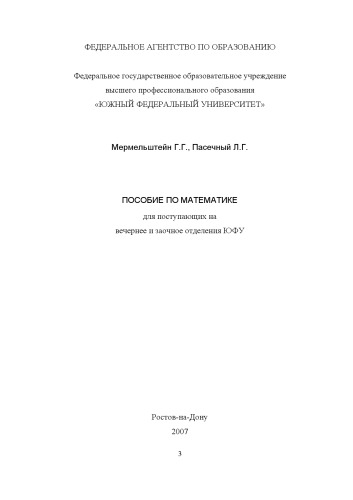 ФЕДЕРАЛЬНОЕ АГЕНТСТВО ПО ОБРАЗОВАНИЮ
Федеральное государственное образовательное учреждение
высшего профессионального образования
«ЮЖНЫЙ ФЕДЕРАЛЬНЫЙ УНИВЕРСИТЕТ»
Мермельштейн Г.Г., Пасечный Л.Г.
ПОСОБИЕ ПО МАТЕМАТИКЕ
для поступающих на
вечернее и заочное отделения ЮФУ
Ростов-на-Дону
2007
3